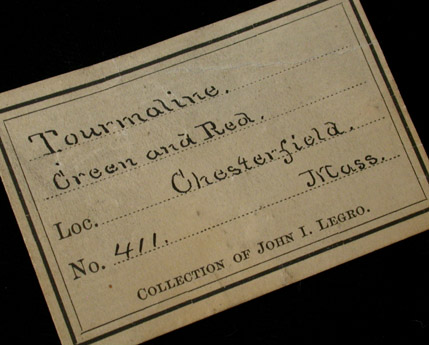 Tourmaline.
Green and Red.
Loc. Chesterfield.
Mass.
No. 411.
COLLECTION OF JOHN I. LEGRO.